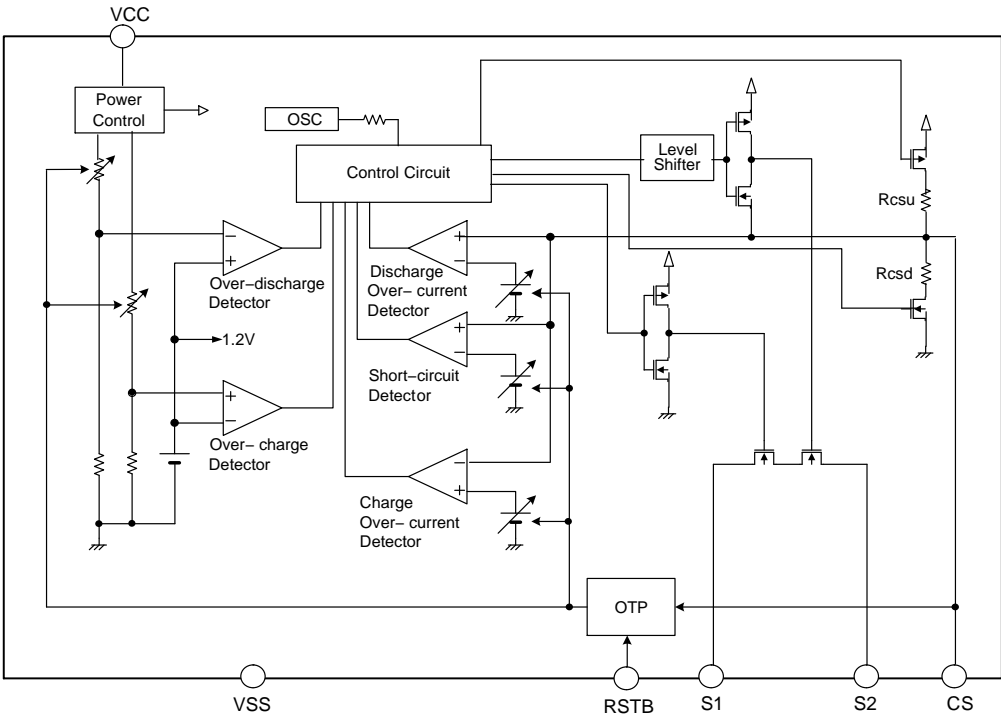 VCC
Power
Control
OSC
Control Circuit
Level
Shifter
Rcsu
Rcsd
Over−discharge
Detector
Discharge
Over− current
Detector
1.2V
Short−circuit
Detector
Over− charge
Detector
Charge
Over− current
Detector
OTP
VSS
RSTB
S1
S2
CS